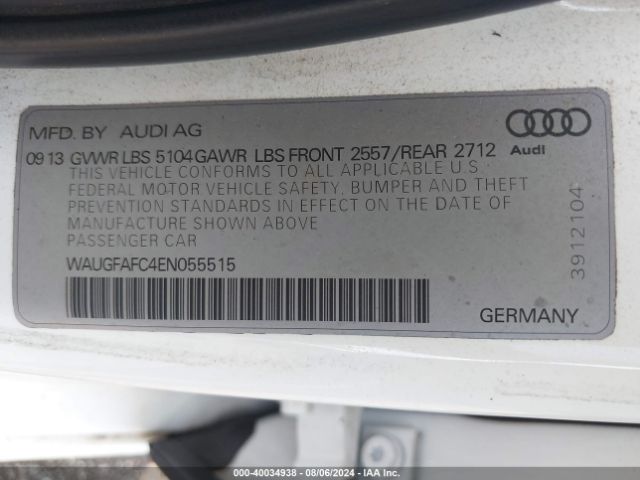 MFD. BY AUDI AG
09 13 GVWR LBS 5104 GAWR LBS FRONT 2557/REAR 2712 Audi
THIS VEHICLE CONFORMS TO ALL APPLICABLE U.S.
FEDERAL MOTOR VEHICLE SAFETY, BUMPER AND THEFT
PREVENTION STANDARDS IN EFFECT ON THE DATE OF
MANUFACTURE SHOWN ABOVE
PASSENGER CAR
WAUGFAFC4EN055515
GERMANY
3912104
000-40034938 - 08/06/2024 - IAA Inc.